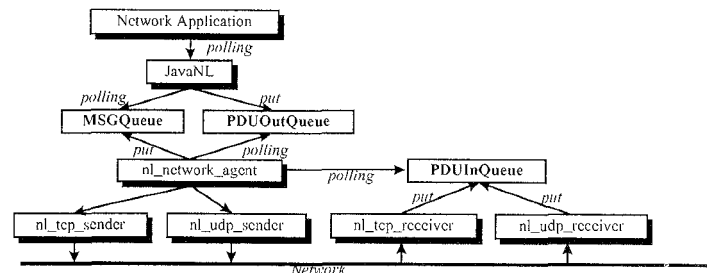 Network Application
polling
JavaNL
polling
put
MSGQueue
PDUOutQueue
put
polling
nl_network_agent
polling
PDUInQueue
put
put
nl_tcp_sender
nl_udp_sender
nl_tcp_receiver
nl_udp_receiver
Network